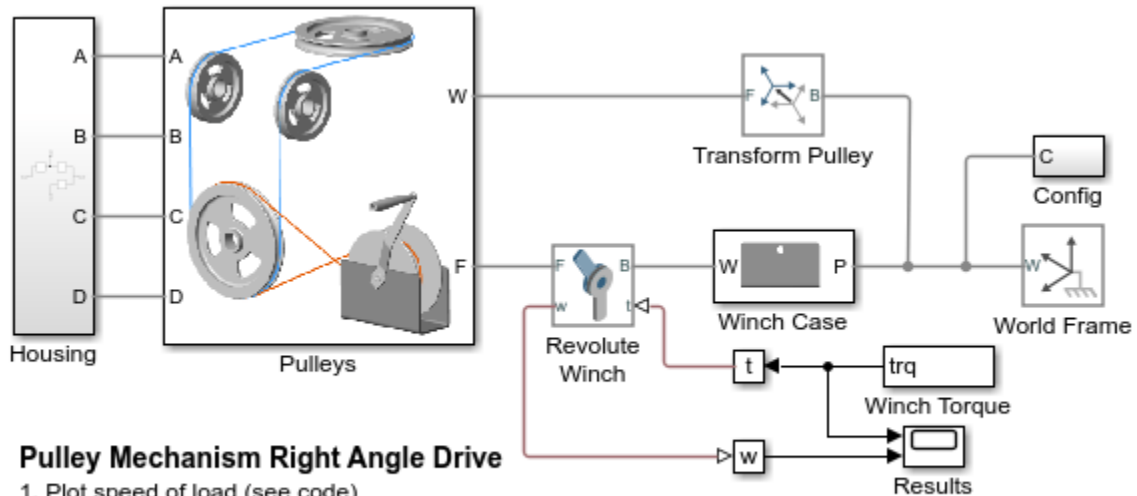 A
A
B
B
C
C
D
D
W
F
Housing
Pulleys
F
B
Transform Pulley
C
Config
F
B
w
t
Revolute
Winch
W
P
Winch Case
W
World Frame
t
trq
Winch Torque
w
Results
Pulley Mechanism Right Angle Drive
1. Plot speed of load (see code)